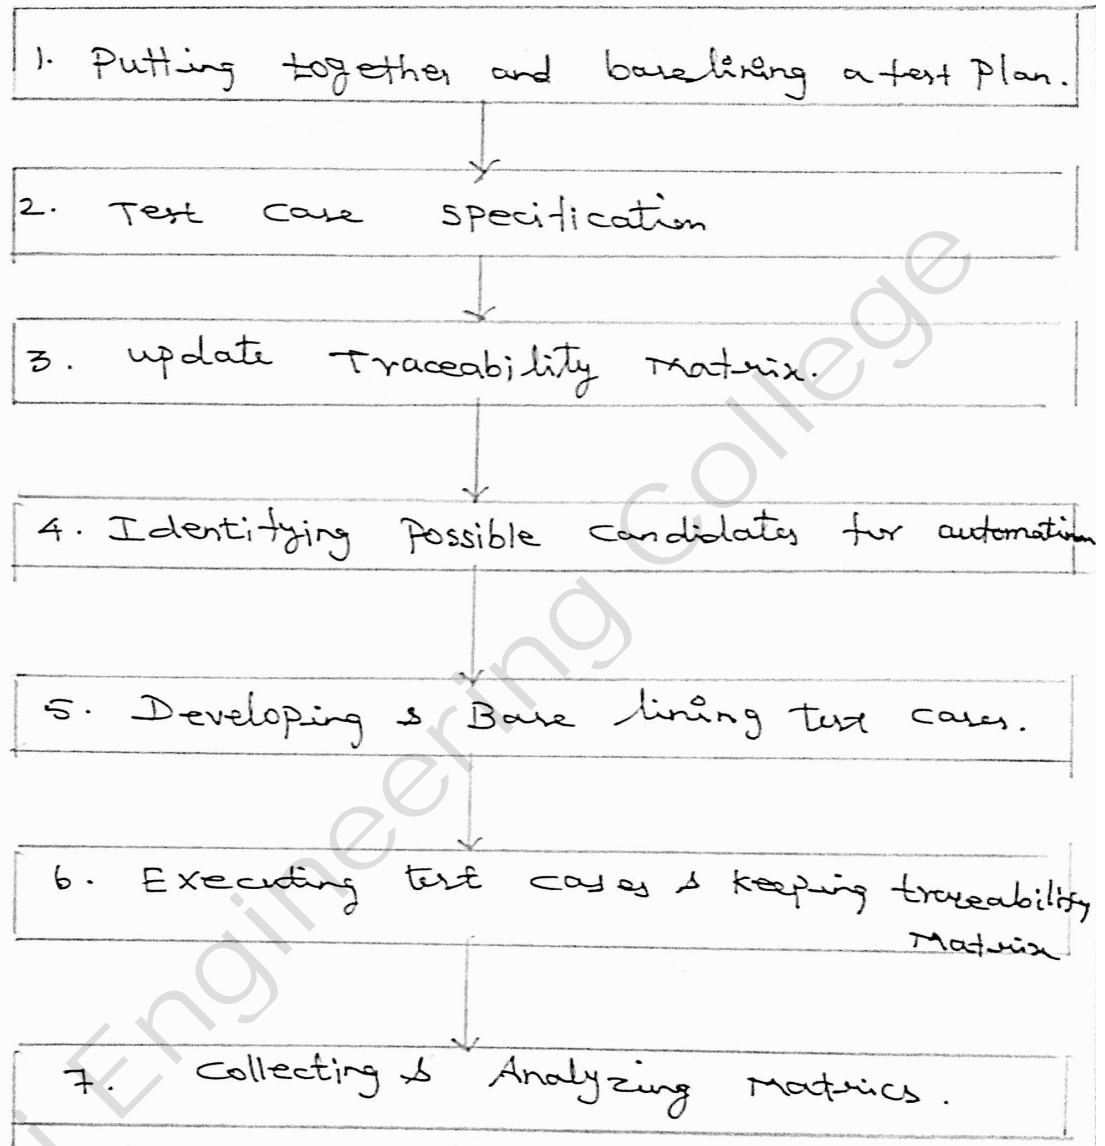 1. Putting together and baselining a test Plan.
2. Test Case Specification
3. update Traceability Matrix.
4. Identifying Possible Candidates for automation
5. Developing & Base lining test cases.
6. Executing test cases & keeping traceability
Matrix
7. Collecting & Analyzing Matrics.
Engineering College